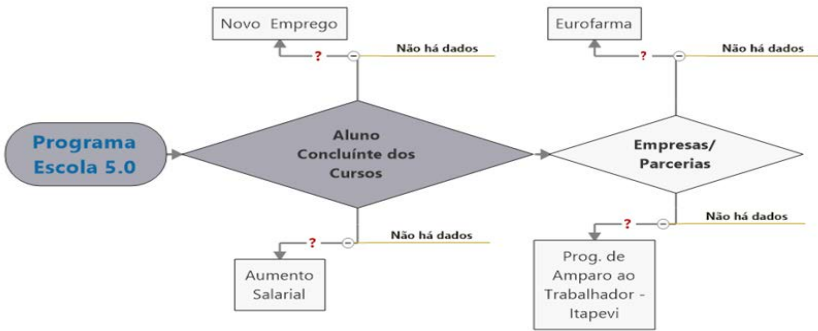 Novo Emprego
?
Não há dados
Eurofarma
?
Não há dados
Programa
Escola 5.0
Aluno
Concluínte dos
Cursos
Empresas/
Parcerias
?
Não há dados
Aumento
Salarial
?
Não há dados
Prog. de
Amparo ao
Trabalhador -
Itapevi